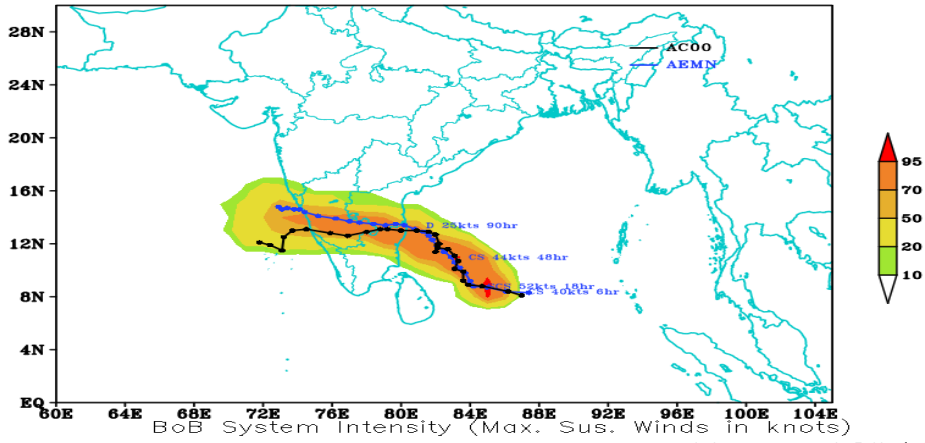 28N
24N
20N
16N
12N
8N
4N
EQ
AC00
AEMN
D 25kts 90hr
CS 44kts 48hr
SCS 52kts 18hr
CS 40kts 6hr
95
70
50
20
10
60E 64E 68E 72E 76E 80E 84E 88E 92E 96E 100E 104E
BoB System Intensity (Max. Sus. Winds in knots)